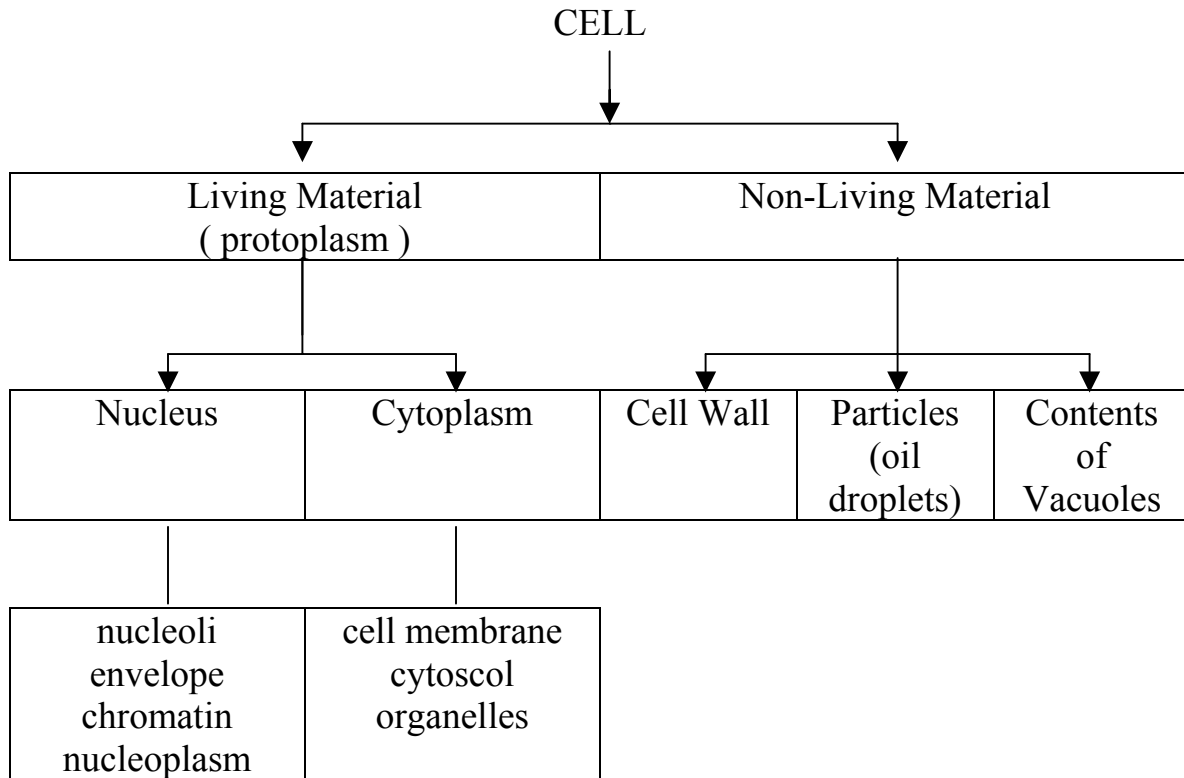 CELL
Living Material
( protoplasm )
Non-Living Material
Nucleus
Cytoplasm
Cell Wall
Particles
(oil
droplets)
Contents
of
Vacuoles
nucleoli
envelope
chromatin
nucleoplasm
cell membrane
cytoscol
organelles